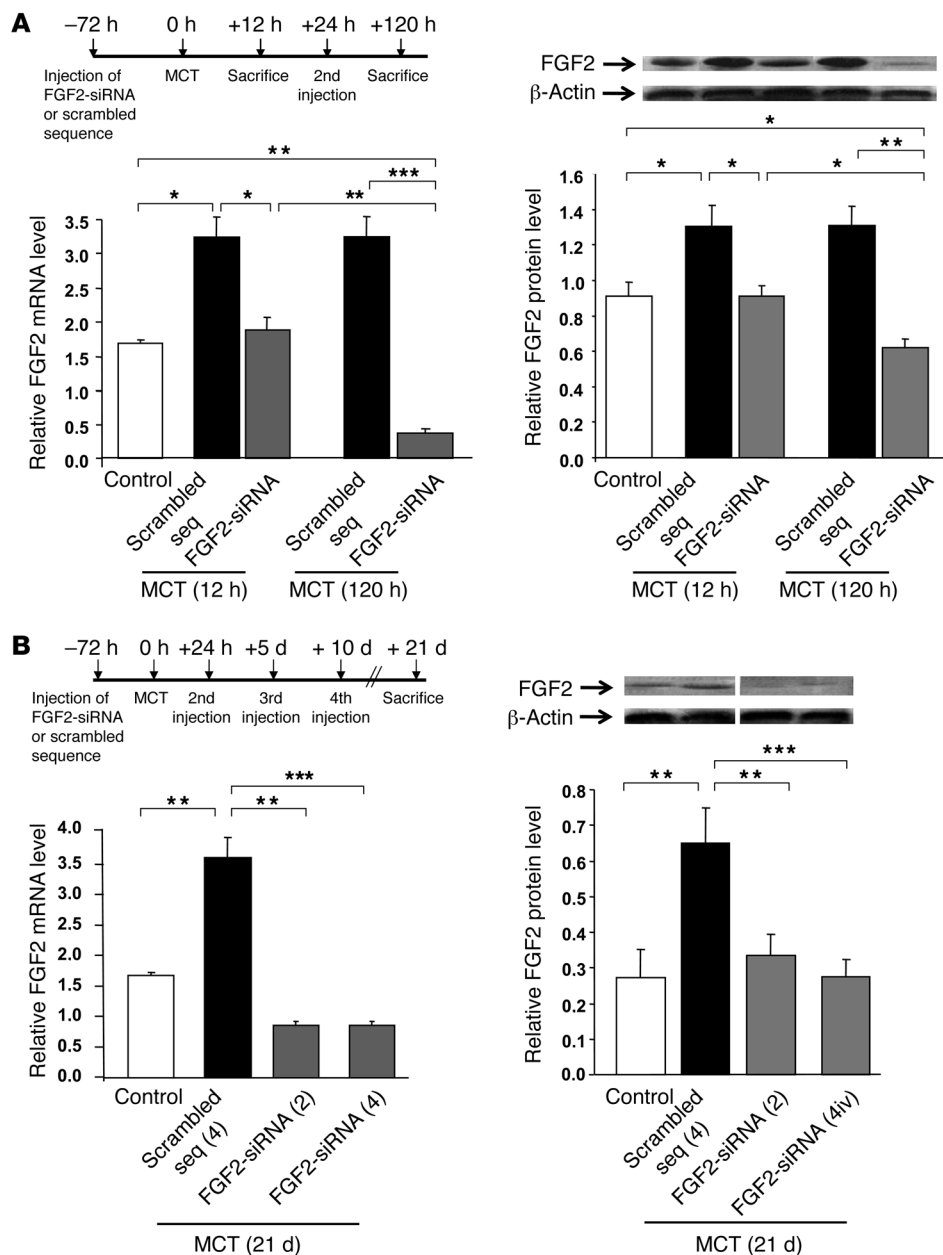 A
–72 h 0 h +12 h +24 h +120 h
Injection of FGF2-siRNA or scrambled sequence
MCT
Sacrifice
2nd injection
Sacrifice
FGF2
β-Actin
** 
***
* * **
Relative FGF2 mRNA level
3.5
3.0
2.5
2.0
1.5
1.0
0.5
0.0
Control
Scrambled seq
FGF2-siRNA
Scrambled seq
FGF2-siRNA
MCT (12 h)
MCT (120 h)
*
**
* * *
Relative FGF2 protein level
1.6
1.4
1.2
1.0
0.8
0.6
0.4
0.2
0.0
Control
Scrambled seq
FGF2-siRNA
Scrambled seq
FGF2-siRNA
MCT (12 h)
MCT (120 h)
B
–72 h 0 h +24 h +5 d + 10 d + 21 d
Injection of FGF2-siRNA or scrambled sequence
MCT
2nd injection
3rd injection
4th injection
Sacrifice
FGF2
β-Actin
***
** **
Relative FGF2 mRNA level
4.0
3.5
3.0
2.5
2.0
1.5
1.0
0.5
0.0
Control
Scrambled seq (4)
FGF2-siRNA (2)
FGF2-siRNA (4)
MCT (21 d)
***
** **
Relative FGF2 protein level
0.8
0.7
0.6
0.5
0.4
0.3
0.2
0.1
0.0
Control
Scrambled seq (4)
FGF2-siRNA (2)
FGF2-siRNA (4iv)
MCT (21 d)